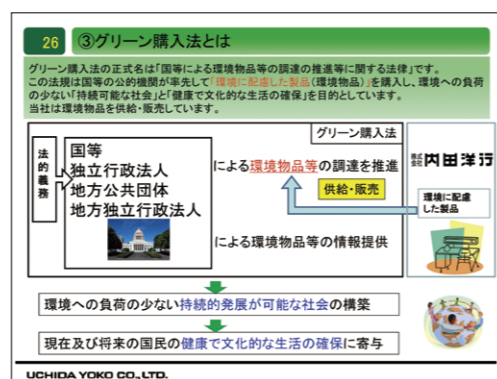 26 ③グリーン購入法とは
グリーン購入法の正式名は「国等による環境物品等の調達の推進等に関する法律」です。
この法規は国等の公的機関が率先して「環境に配慮した製品(環境物品)」を購入し、環境への負荷
の少ない「持続可能な社会」と「健康で文化的な生活の確保」を目的としています。
当社は環境物品を供給・販売しています。
グリーン購入法
法的義務
国等
独立行政法人
地方公共団体
地方独立行政法人
による環境物品等の調達を推進
供給・販売
による環境物品等の情報提供
株式会社 内田洋行
環境に配慮
した製品
環境への負荷の少ない持続的発展が可能な社会の構築
現在及び将来の国民の健康で文化的な生活の確保に寄与
UCHIDA YOKO CO.,LTD.